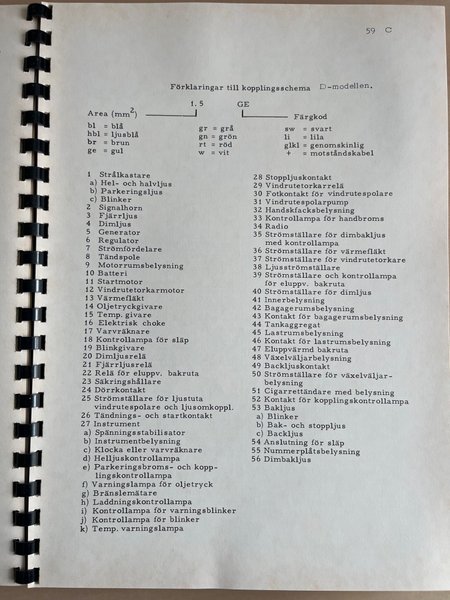 59 C
Förklaringar till kopplingsschema D-modellen.
1.5 GE
Area (mm²) Färgkod
bl = blå
hbl = ljusblå
br = brun
ge = gul
gr = grå
gn = grön
rt = röd
w = vit
sw = svart
li = lila
glkl = genomskinlig
+ = motståndskabel
1 Strålkastare
a) Hel- och halvljus
b) Parkeringsljus
c) Blinker
2 Signalhorn
3 Fjärrljus
4 Dimljus
5 Generator
6 Regulator
7 Strömfördelare
8 Tändspole
9 Motorrumsbelysning
10 Batteri
11 Startmotor
12 Vindrutetorkarmotor
13 Värmefläkt
14 Oljetryckgivare
15 Temp. givare
16 Elektrisk choke
17 Varvräknare
18 Kontrollampa för släp
19 Blinkgivare
20 Dimljusrelä
21 Fjärrljusrelä
22 Relä för eluppv. bakruta
23 Säkringshållare
24 Dörrkontakt
25 Strömställare för ljustuta
vindrutespolare och ljusomkoppl.
26 Tändnings- och startkontakt
27 Instrument
a) Spänningsstabilisator
b) Instrumentbelysning
c) Klocka eller varvräknare
d) Helljuskontrollampa
e) Parkeringsbroms- och kopp-
lingskontrollampa
f) Varningslampa för oljetryck
g) Bränslemätare
h) Laddningskontrollampa
i) Kontrollampa för varningsblinker
j) Kontrollampa för blinker
k) Temp. varningslampa
28 Stoppljuskontakt
29 Vindrutetorkarrelä
30 Fotkontakt för vindrutespolare
31 Vindrutespolarpump
32 Handskfacksbelysning
33 Kontrollampa för handbroms
34 Radio
35 Strömställare för dimbakljus
med kontrollampa
36 Strömställare för värmefläkt
37 Strömställare för vindrutetorkare
38 Ljusströmställare
39 Strömställare och kontrollampa
för eluppv. bakruta
40 Strömställare för dimljus
41 Innerbelysning
42 Bagagerumsbelysning
43 Kontakt för bagagerumsbelysning
44 Tankaggregat
45 Lastrumsbelysning
46 Kontakt för lastrumsbelysning
47 Eluppvärmd bakruta
48 Växelväljarbelysning
49 Backljuskontakt
50 Strömställare för växelväljar-
belysning
51 Cigarrettändare med belysning
52 Kontakt för kopplingskontrollampa
53 Bakljus
a) Blinker
b) Bak- och stoppljus
c) Backljus
54 Anslutning för släp
55 Nummerplåtsbelysning
56 Dimbakljus